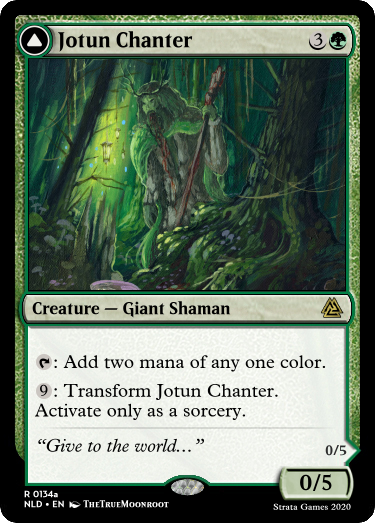 Jotun Chanter 3
Creature — Giant Shaman
: Add two mana of any one color.
9: Transform Jotun Chanter.
Activate only as a sorcery.
“Give to the world…”
0/5
0/5
R 0134a
NLD • EN TheTrueMoonroot
Strata Games 2020